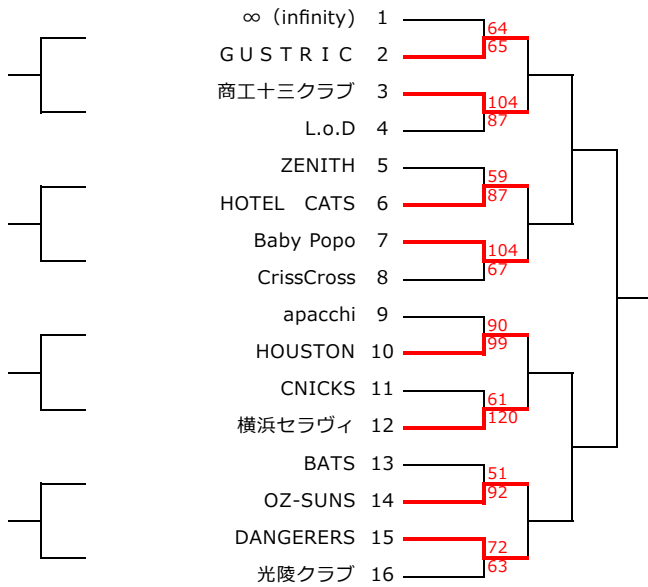 ∞（infinity) 1
64
ＧＵＳＴＲＩＣ 2
65
商工十三クラブ 3
104
L.o.D 4
87
ZENITH 5
59
HOTEL　CATS 6
87
Baby Popo 7
104
CrissCross 8
67
apacchi 9
90
HOUSTON 10
99
CNICKS 11
61
横浜セラヴィ 12
120
BATS 13
51
OZ-SUNS 14
92
DANGERERS 15
72
光陵クラブ 16
63